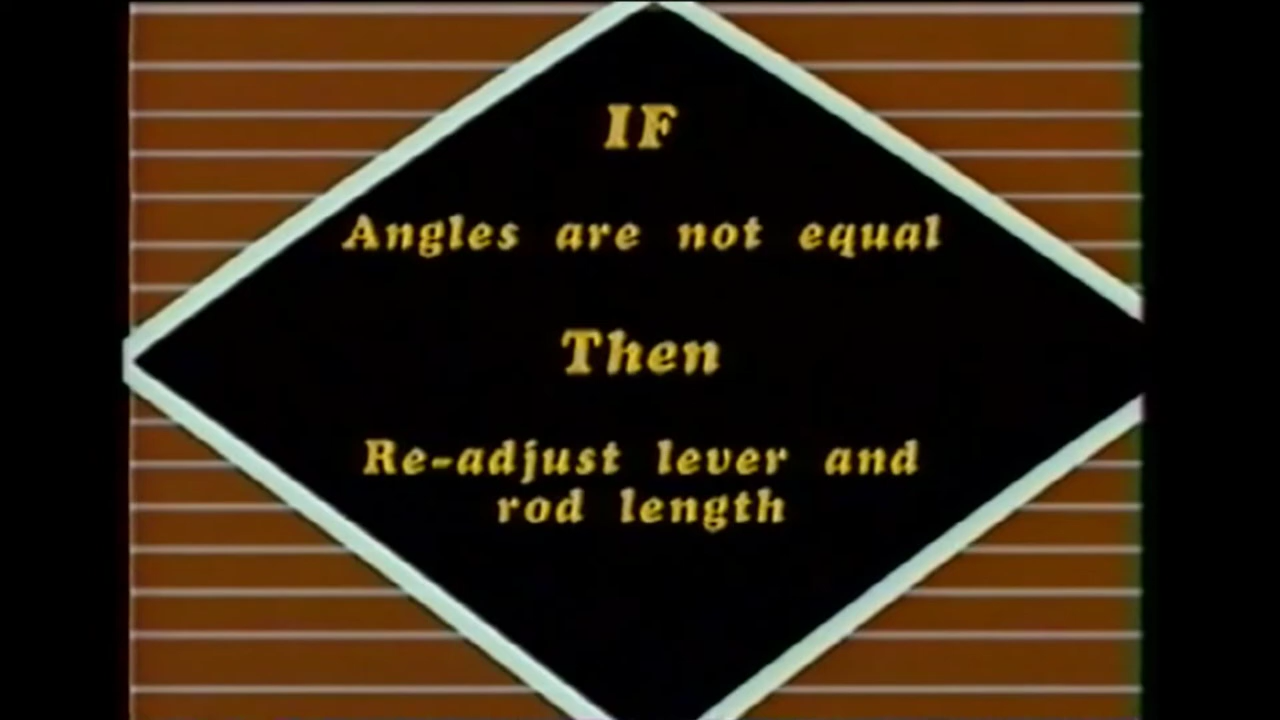 IF
Angles are not equal
Then
Re-adjust lever and
rod length